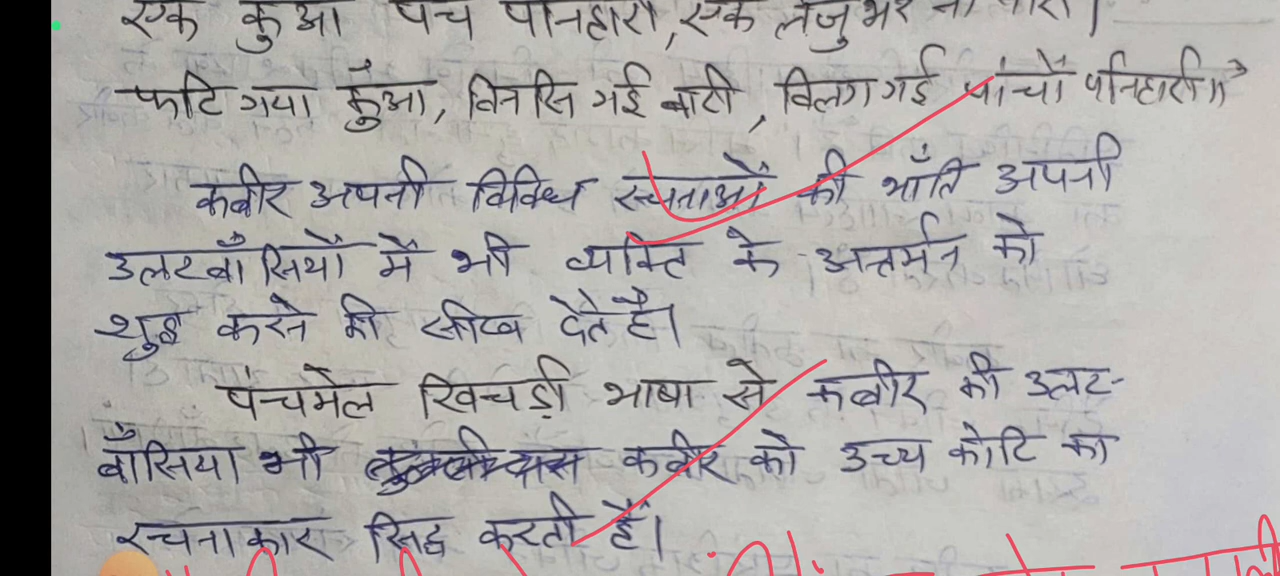 एक कुआ पंच पनिहारी, एक लेजु भर नो नारी।
फटि गया कुँआ, विनसि गई बाटी, विलग गई पांचों पनिहारी॥"
कबीर अपनी विविध रचनाओं की भाँति अपनी
उलटबाँसियों में भी व्यक्ति के अन्तर्मन को
शुद्ध करने की सीख देते है।
पंचमेल खिचड़ी भाषा से कबीर की उलट-
बाँसिया भी कबीर को उच्च कोटि का
रचनाकार सिद्ध करती हैं।